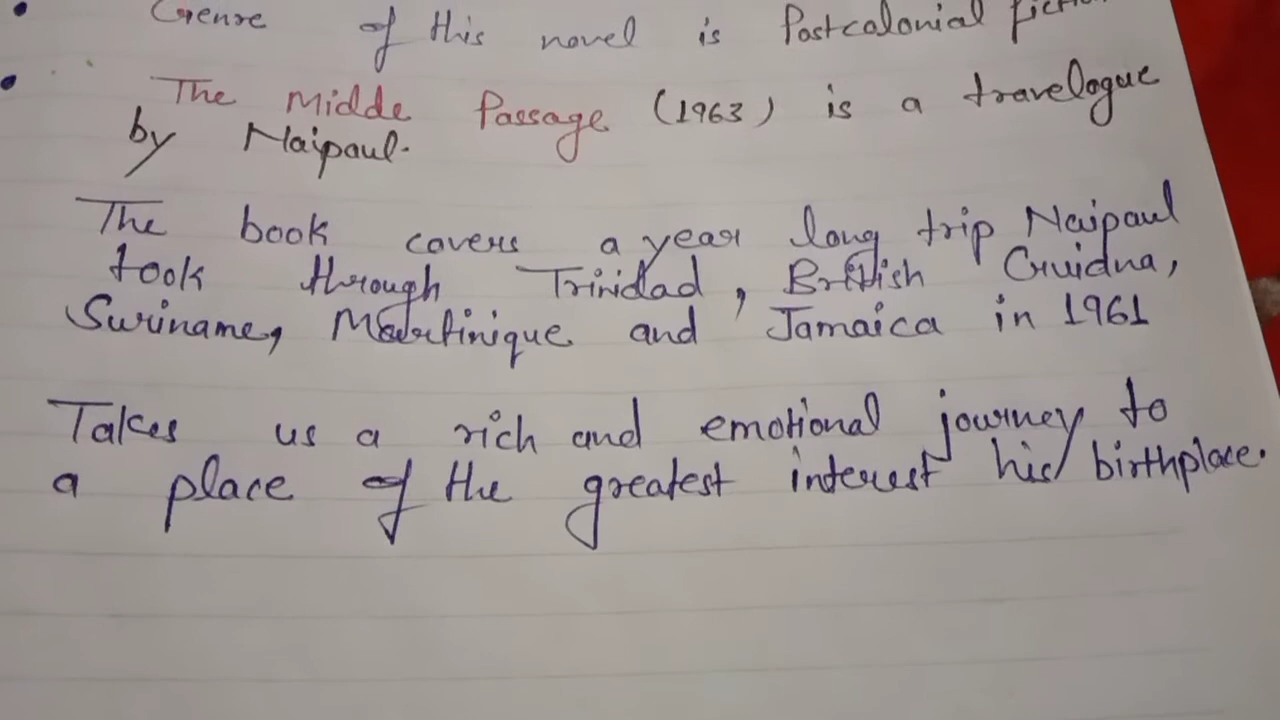 Genre of this novel is Postcolonial fiction
The Midde Passage (1963) is a travelogue
by Naipaul.
The book covers a year long trip Naipaul
took through Trinidad, British Guidna,
Suriname, Martinique and Jamaica in 1961
Takes us a rich and emotional journey to
a place of the greatest interest his birthplace.